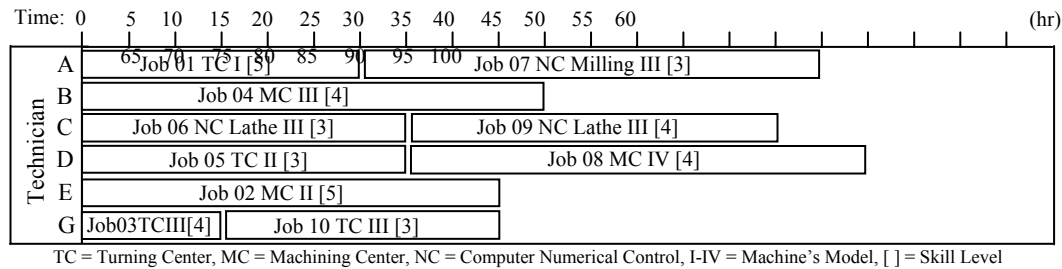 Time: 0 5 10 15 20 25 30 35 40 45 50 55 60 (hr)
65 70 75 80 85 90 95 100
Technician
A Job 01 TC I [5] Job 07 NC Milling III [3]
B Job 04 MC III [4]
C Job 06 NC Lathe III [3] Job 09 NC Lathe III [4]
D Job 05 TC II [3] Job 08 MC IV [4]
E Job 02 MC II [5]
G Job03TCIII[4] Job 10 TC III [3]
TC = Turning Center, MC = Machining Center, NC = Computer Numerical Control, I-IV = Machine's Model, [ ] = Skill Level